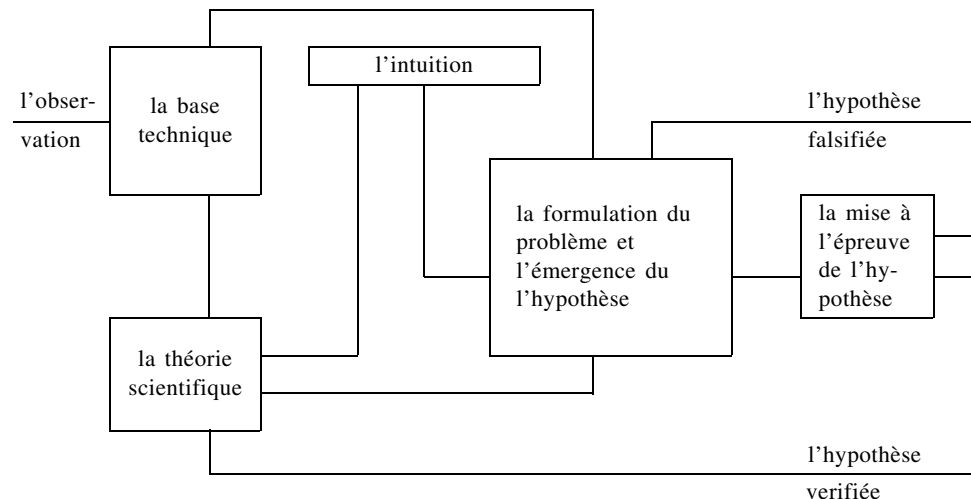 l'intuition
l'obser-
vation
la base
technique
l'hypothèse
falsifiée
la formulation du
problème et
l'émergence du
l'hypothèse
la mise à
l'épreuve
de l'hy-
pothèse
la théorie
scientifique
l'hypothèse
verifiée